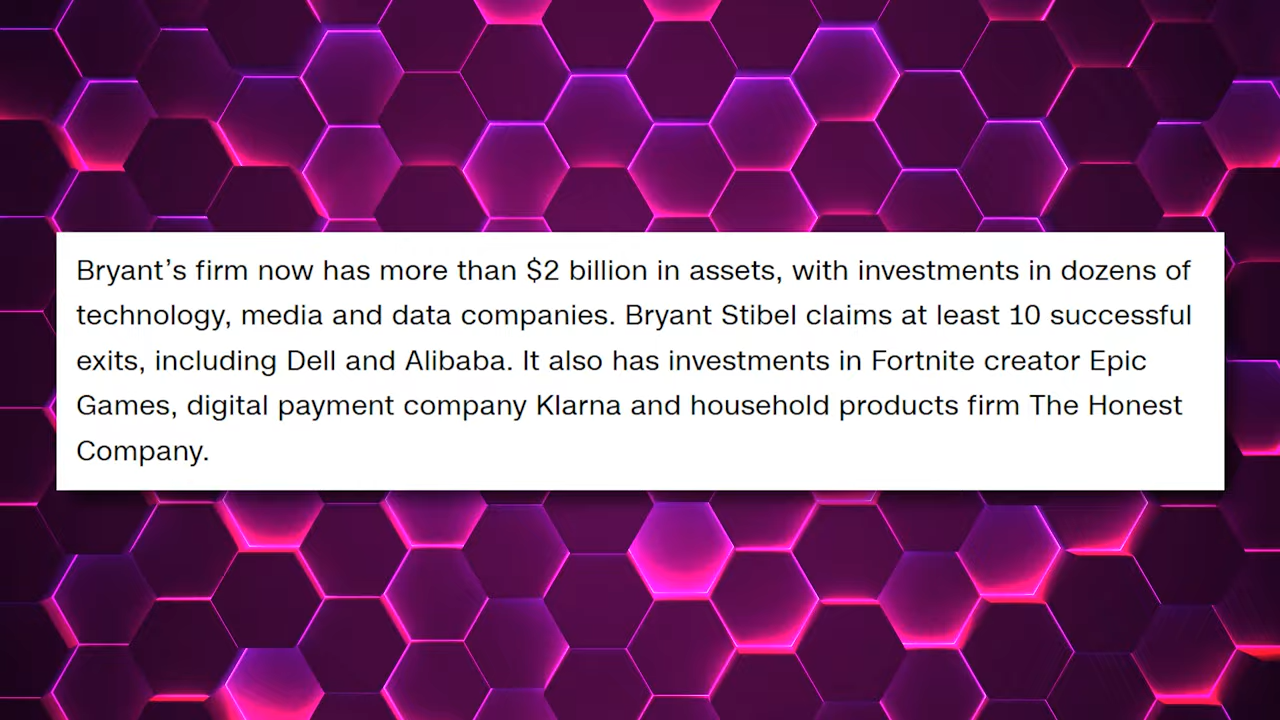 Bryant’s firm now has more than $2 billion in assets, with investments in dozens of
technology, media and data companies. Bryant Stibel claims at least 10 successful
exits, including Dell and Alibaba. It also has investments in Fortnite creator Epic
Games, digital payment company Klarna and household products firm The Honest
Company.